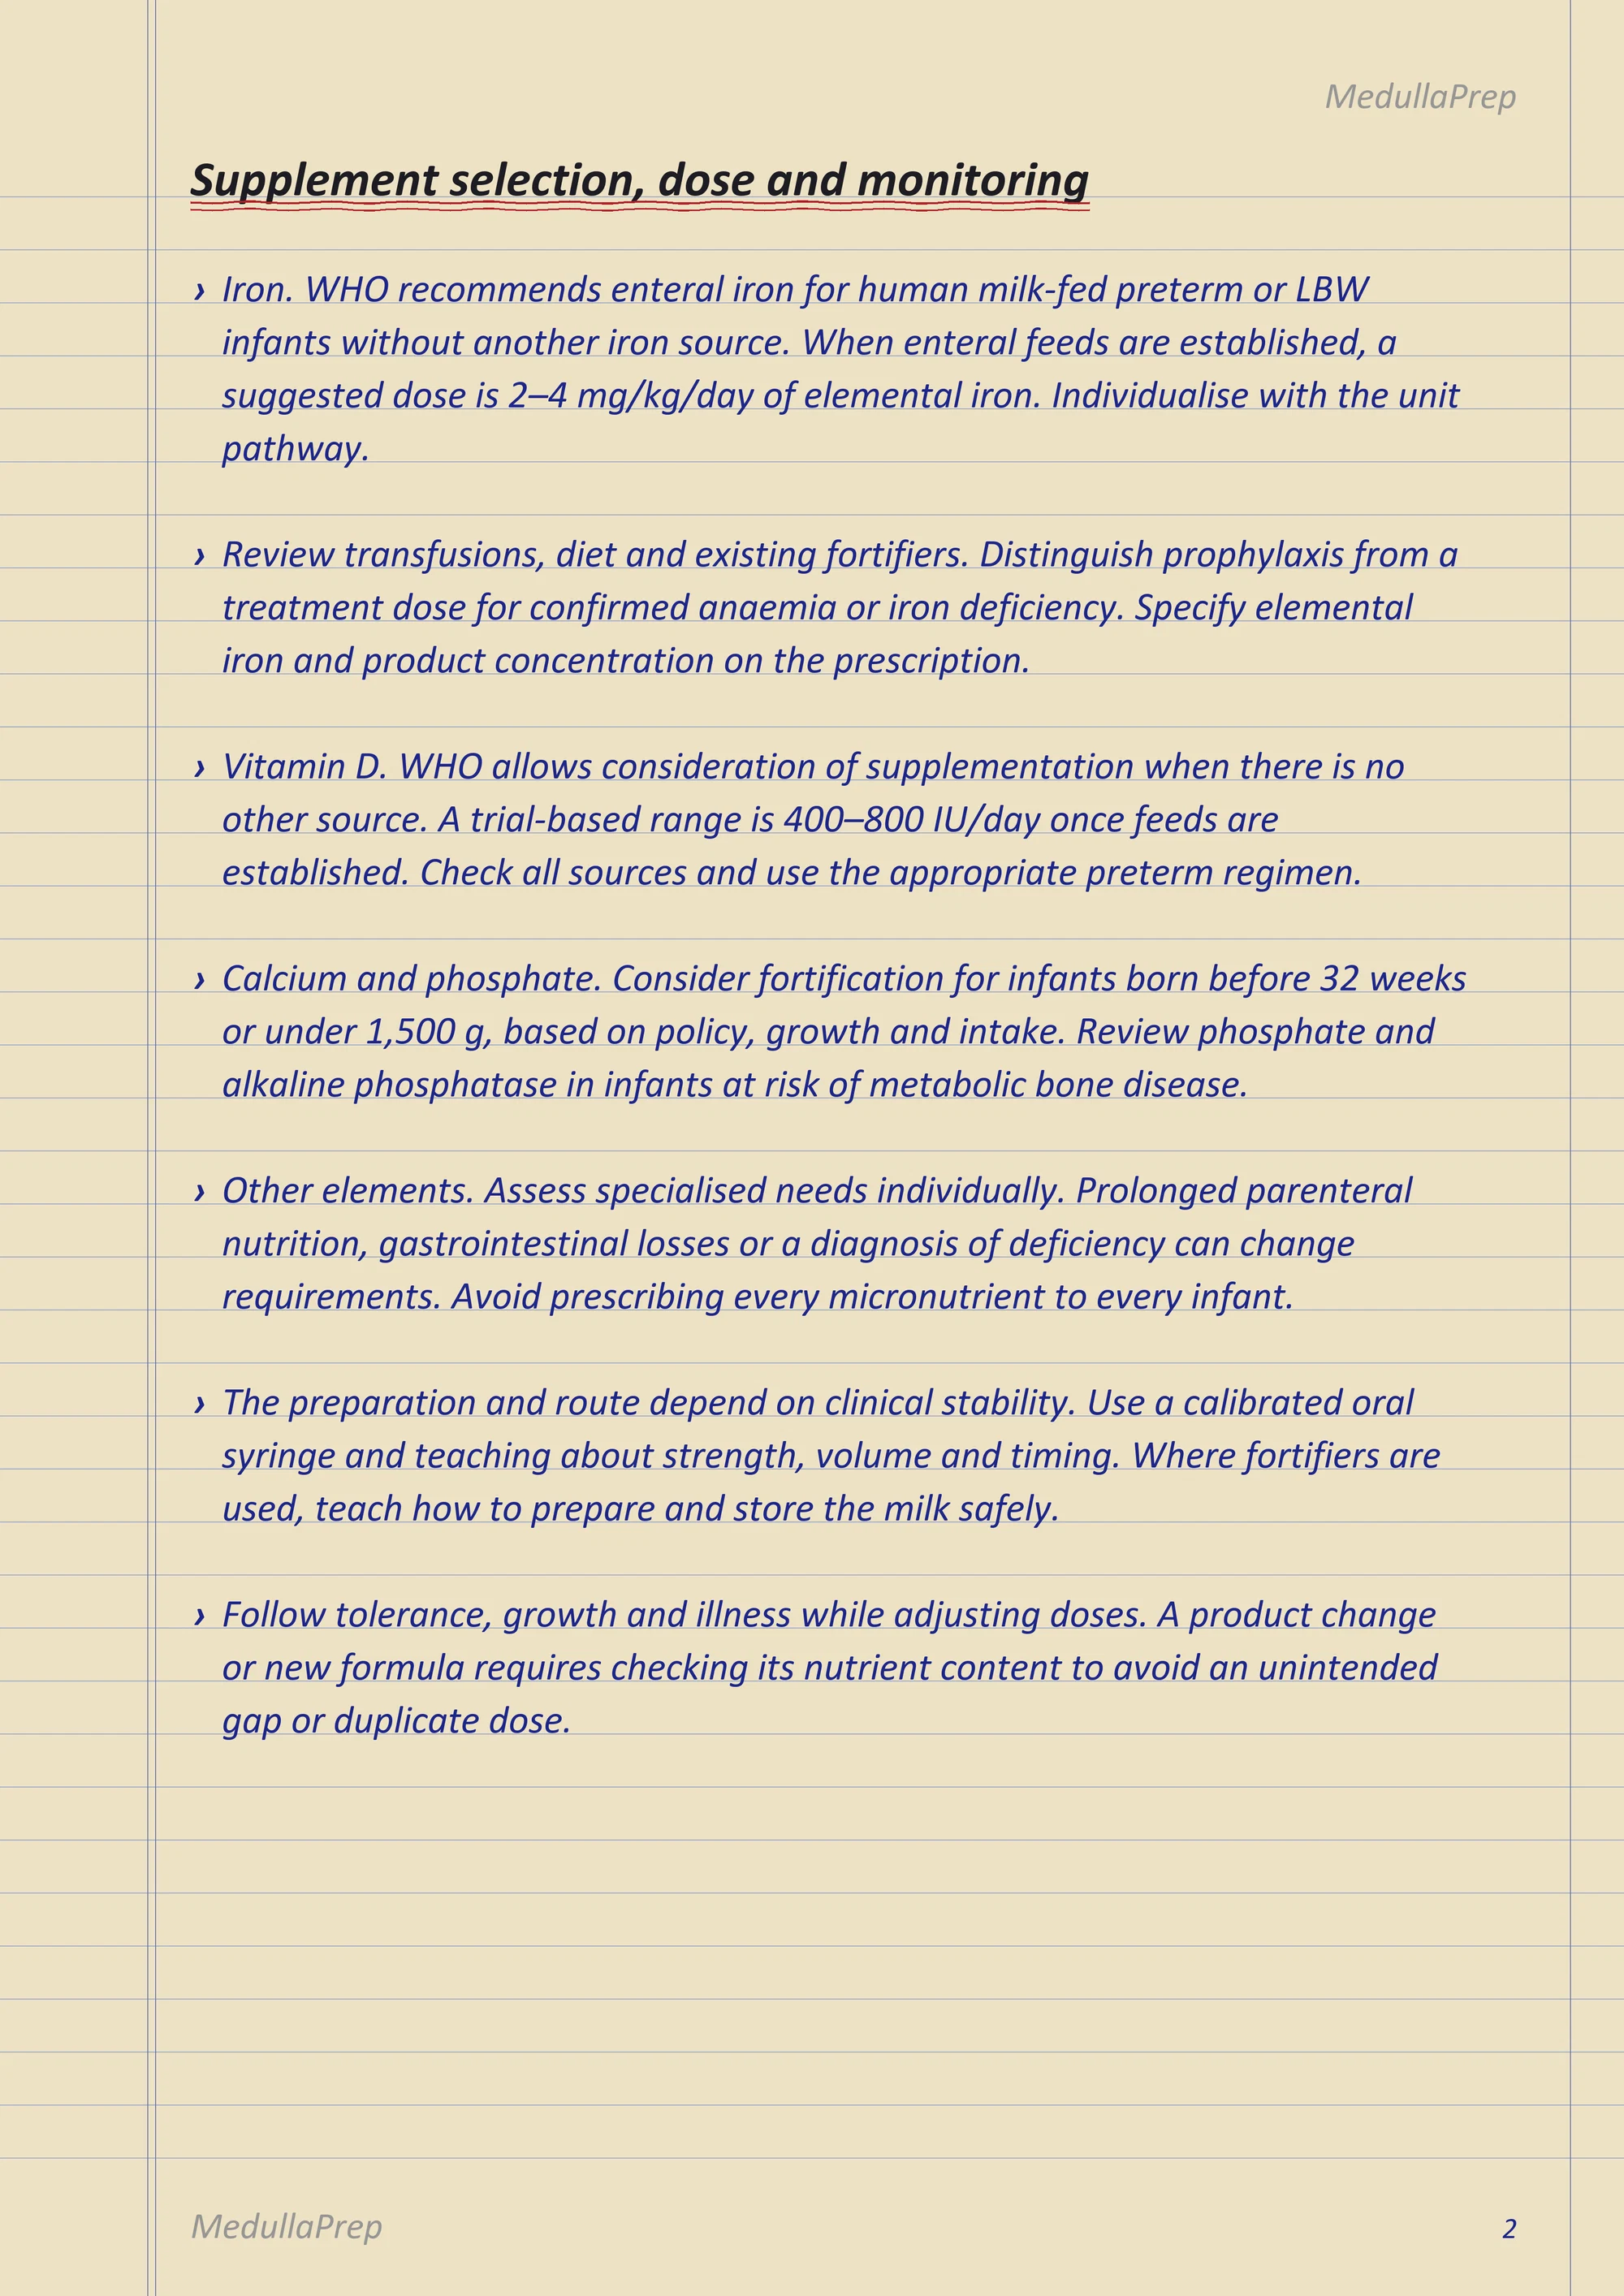 MedullaPrep
Supplement selection, dose and monitoring
› Iron. WHO recommends enteral iron for human milk-fed preterm or LBW
infants without another iron source. When enteral feeds are established, a
suggested dose is 2–4 mg/kg/day of elemental iron. Individualise with the unit
pathway.
› Review transfusions, diet and existing fortifiers. Distinguish prophylaxis from a
treatment dose for confirmed anaemia or iron deficiency. Specify elemental
iron and product concentration on the prescription.
› Vitamin D. WHO allows consideration of supplementation when there is no
other source. A trial-based range is 400–800 IU/day once feeds are
established. Check all sources and use the appropriate preterm regimen.
› Calcium and phosphate. Consider fortification for infants born before 32 weeks
or under 1,500 g, based on policy, growth and intake. Review phosphate and
alkaline phosphatase in infants at risk of metabolic bone disease.
› Other elements. Assess specialised needs individually. Prolonged parenteral
nutrition, gastrointestinal losses or a diagnosis of deficiency can change
requirements. Avoid prescribing every micronutrient to every infant.
› The preparation and route depend on clinical stability. Use a calibrated oral
syringe and teaching about strength, volume and timing. Where fortifiers are
used, teach how to prepare and store the milk safely.
› Follow tolerance, growth and illness while adjusting doses. A product change
or new formula requires checking its nutrient content to avoid an unintended
gap or duplicate dose.
MedullaPrep
2